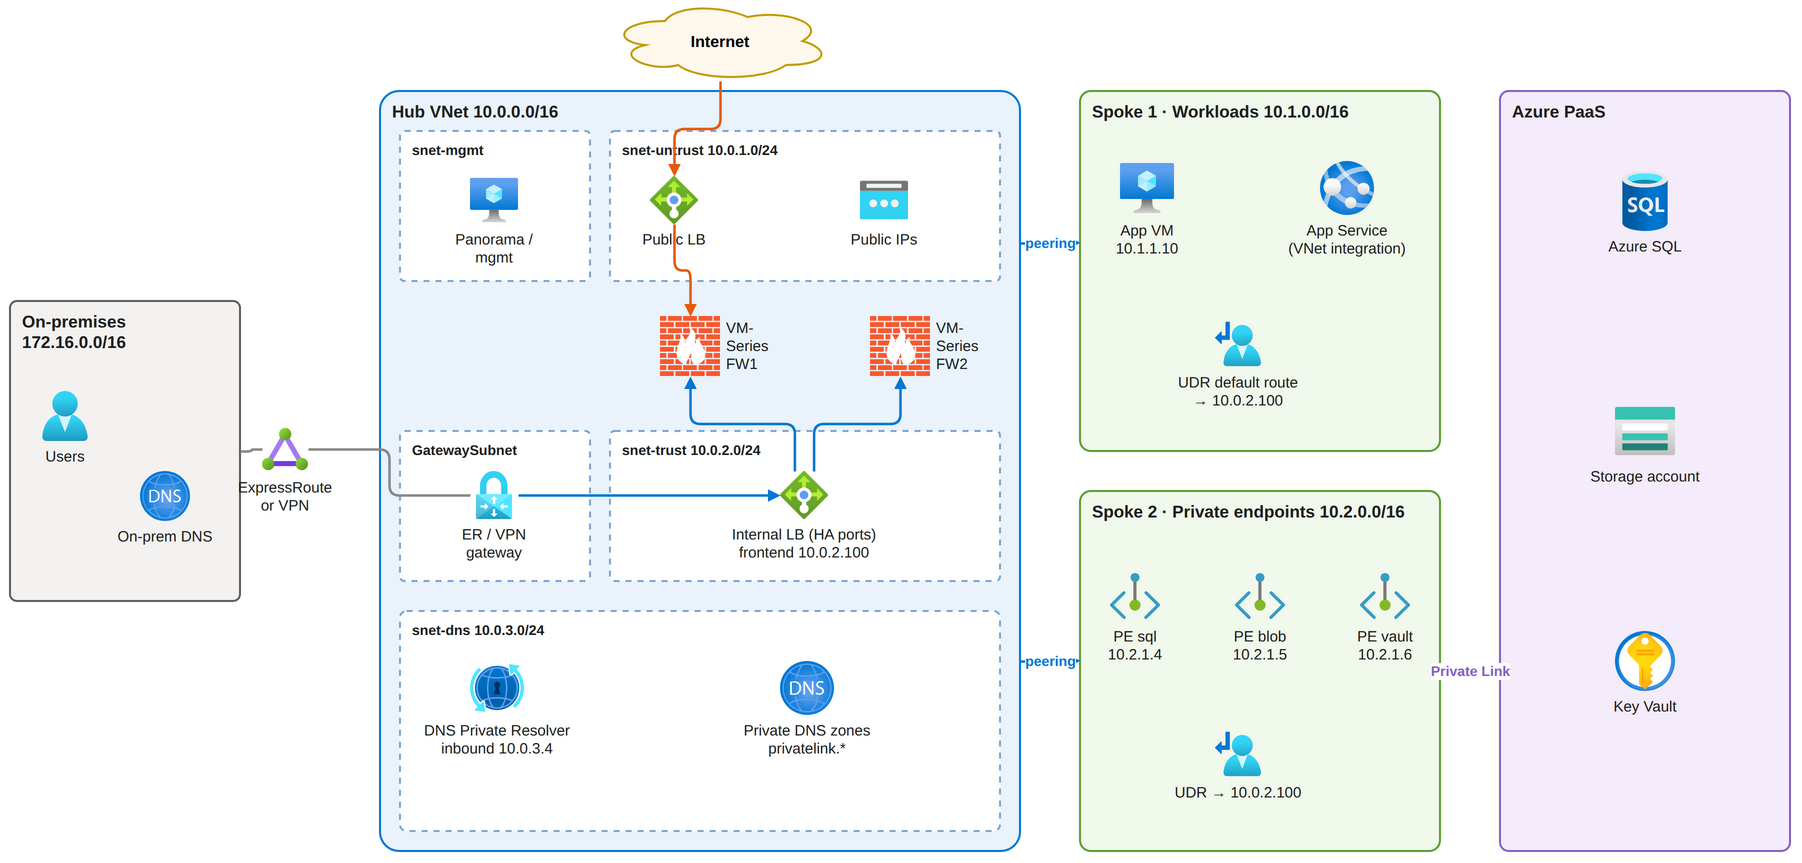 Internet
Hub VNet 10.0.0.0/16
snet-mgmt
Panorama /
mgmt
snet-untrust 10.0.1.0/24
Public LB
Public IPs
VM-
Series
FW1
VM-
Series
FW2
On-premises
172.16.0.0/16
Users
DNS
On-prem DNS
ExpressRoute
or VPN
GatewaySubnet
ER / VPN
gateway
snet-trust 10.0.2.0/24
Internal LB (HA ports)
frontend 10.0.2.100
snet-dns 10.0.3.0/24
DNS Private Resolver
inbound 10.0.3.4
DNS
Private DNS zones
privatelink.*
peering
peering
Spoke 1 · Workloads 10.1.0.0/16
App VM
10.1.1.10
App Service
(VNet integration)
UDR default route
→ 10.0.2.100
Spoke 2 · Private endpoints 10.2.0.0/16
PE sql
10.2.1.4
PE blob
10.2.1.5
PE vault
10.2.1.6
UDR → 10.0.2.100
Private Link
Azure PaaS
SQL
Azure SQL
Storage account
Key Vault